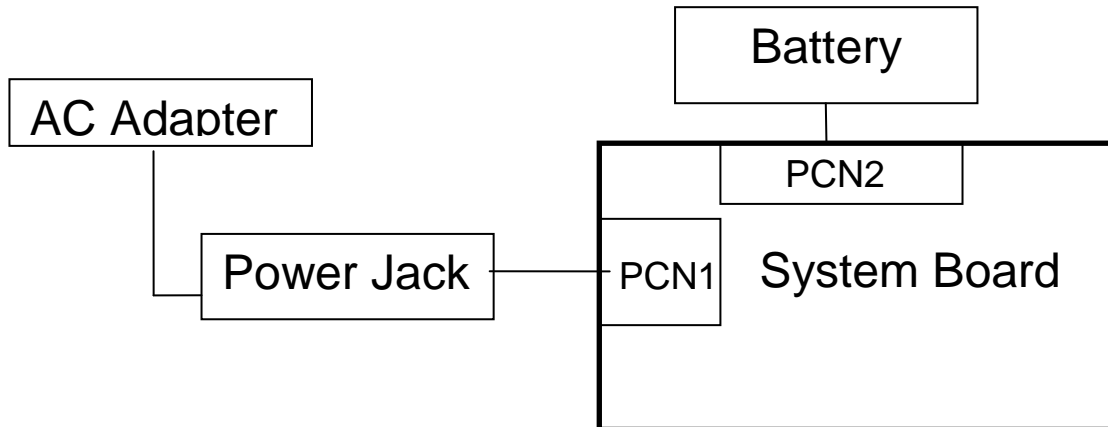 Battery
AC Adapter
PCN2
Power Jack
PCN1
System Board